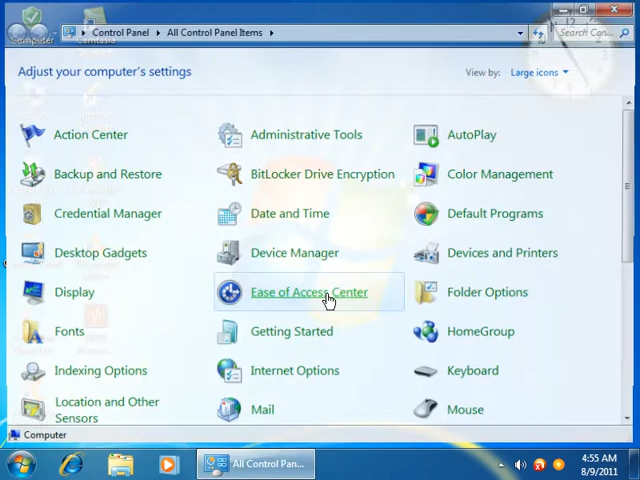 Control Panel All Control Panel Items Search Con...
Adjust your computer's settings
View by: Large icons
Action Center
Administrative Tools
AutoPlay
Backup and Restore
BitLocker Drive Encryption
Color Management
Credential Manager
Date and Time
Default Programs
Desktop Gadgets
Device Manager
Devices and Printers
Display
Ease of Access Center
Folder Options
Fonts
Getting Started
HomeGroup
Indexing Options
Internet Options
Keyboard
Location and Other
Sensors
Mail
Mouse
Computer
All Control Pan...
4:55 AM
8/9/2011